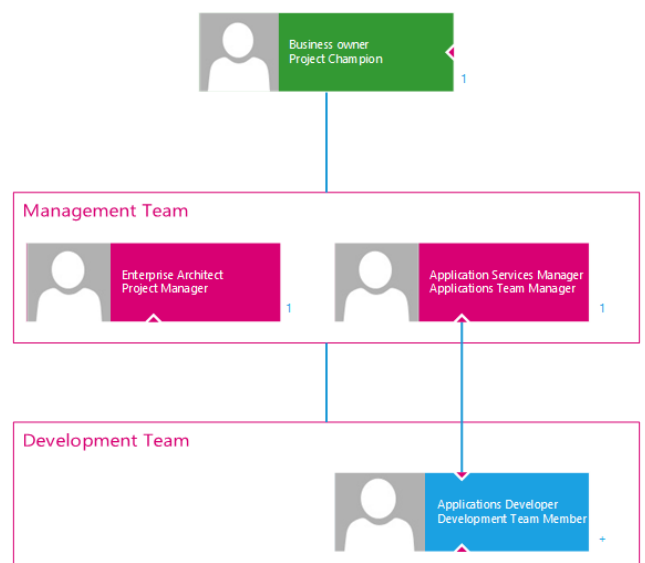 Business owner
Project Champion
1
Management Team
Enterprise Architect
Project Manager
1
Application Services Manager
Applications Team Manager
1
Development Team
Applications Developer
Development Team Member
+